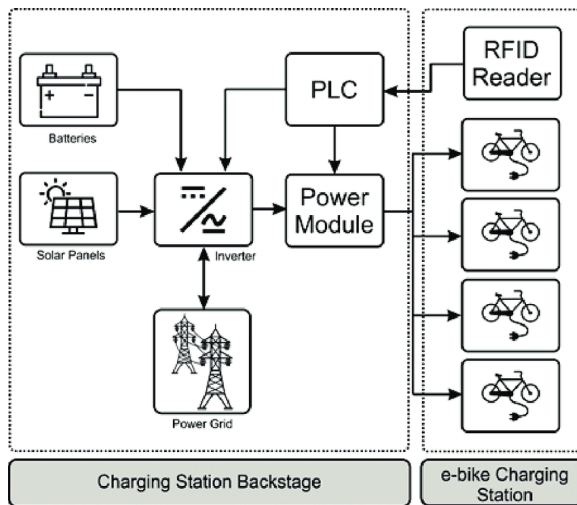 RFID
Reader
PLC
Batteries
Power
Module
Solar Panels
Inverter
Power Grid
Charging Station Backstage
e-bike Charging
Station